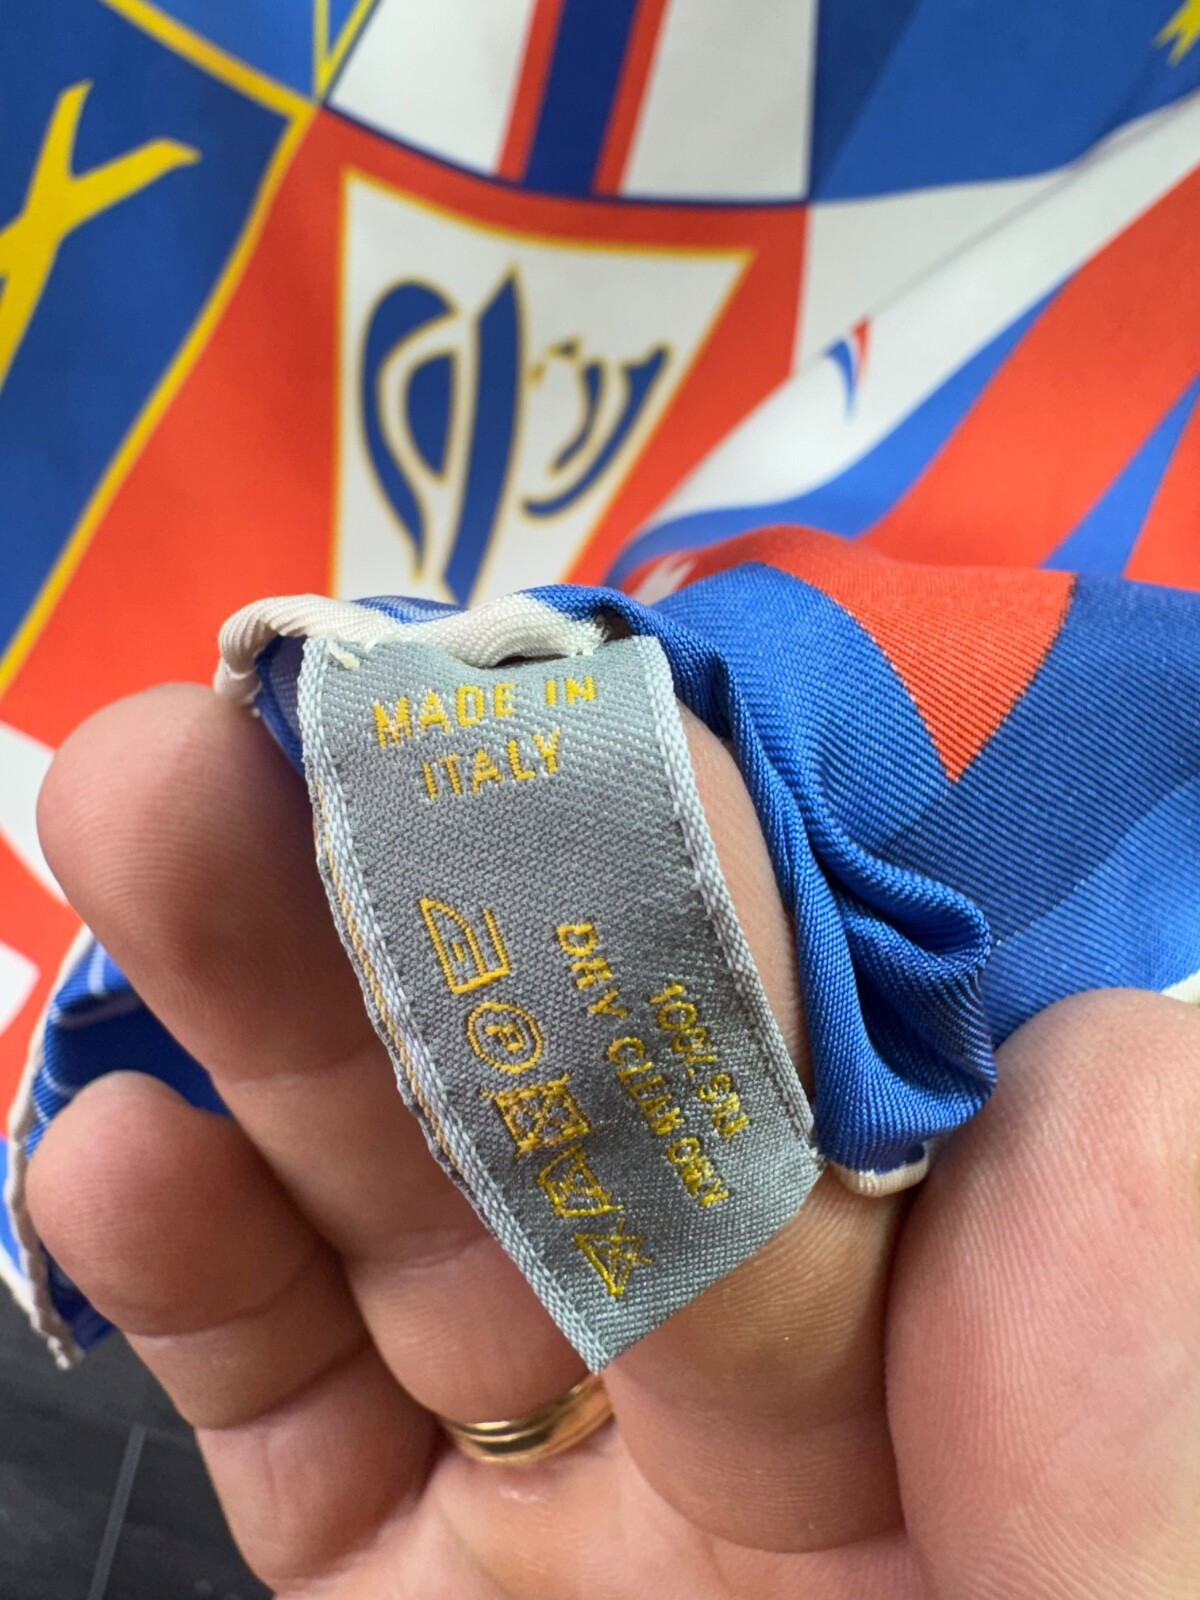 MADE IN
ITALY
100% SILK
DRY CLEAN ONLY
P